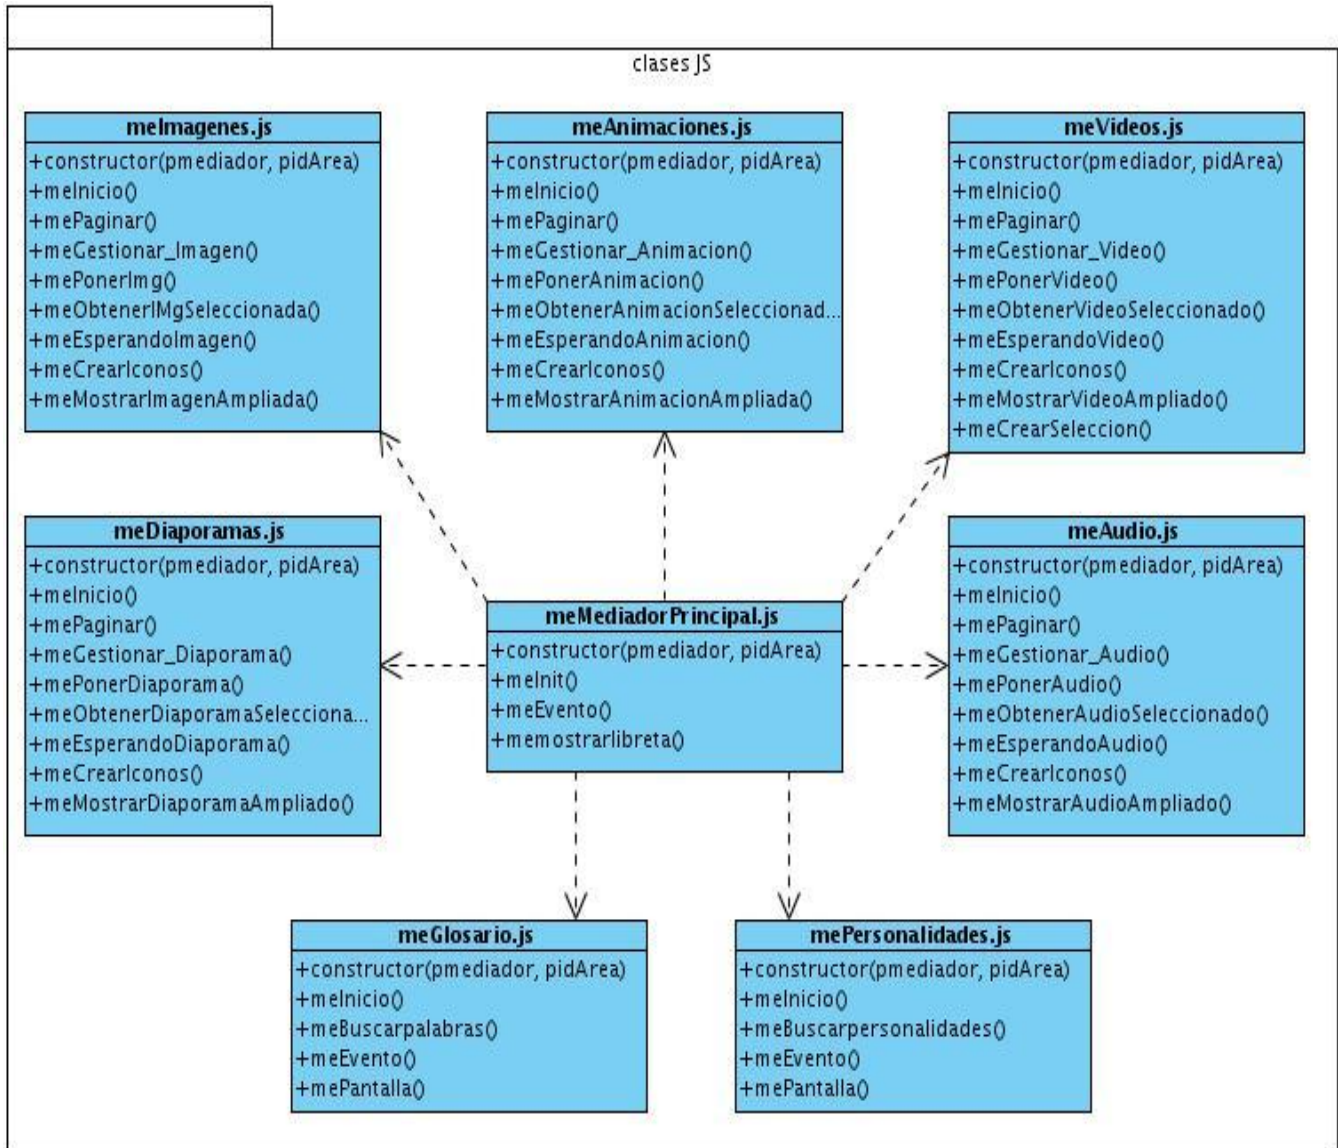 clases JS
meImagenes.js
+constructor(pmediador, pidArea)
+meInicio()
+mePaginar()
+meGestionar_Imagen()
+mePonerImg()
+meObtenerIMgSeleccionada()
+meEsperandoImagen()
+meCrearIconos()
+meMostrarImagenAmpliada()
meAnimaciones.js
+constructor(pmediador, pidArea)
+meInicio()
+mePaginar()
+meGestionar_Animacion()
+mePonerAnimacion()
+meObtenerAnimacionSeleccionad...
+meEsperandoAnimacion()
+meCrearIconos()
+meMostrarAnimacionAmpliada()
meVideos.js
+constructor(pmediador, pidArea)
+meInicio()
+mePaginar()
+meGestionar_Video()
+mePonerVideo()
+meObtenerVideoSeleccionado()
+meEsperandoVideo()
+meCrearIconos()
+meMostrarVideoAmpliado()
+meCrearSeleccion()
meDiaporamas.js
+constructor(pmediador, pidArea)
+meInicio()
+mePaginar()
+meGestionar_Diaporama()
+mePonerDiaporama()
+meObtenerDiaporamaSelecciona...
+meEsperandoDiaporama()
+meCrearIconos()
+meMostrarDiaporamaAmpliado()
meMediadorPrincipal.js
+constructor(pmediador, pidArea)
+meInit()
+meEvento()
+memostrarlibreta()
meAudio.js
+constructor(pmediador, pidArea)
+meInicio()
+mePaginar()
+meGestionar_Audio()
+mePonerAudio()
+meObtenerAudioSeleccionado()
+meEsperandoAudio()
+meCrearIconos()
+meMostrarAudioAmpliado()
meGlosario.js
+constructor(pmediador, pidArea)
+meInicio()
+meBuscarpalabras()
+meEvento()
+mePantalla()
mePersonalidades.js
+constructor(pmediador, pidArea)
+meInicio()
+meBuscarpersonalidades()
+meEvento()
+mePantalla()